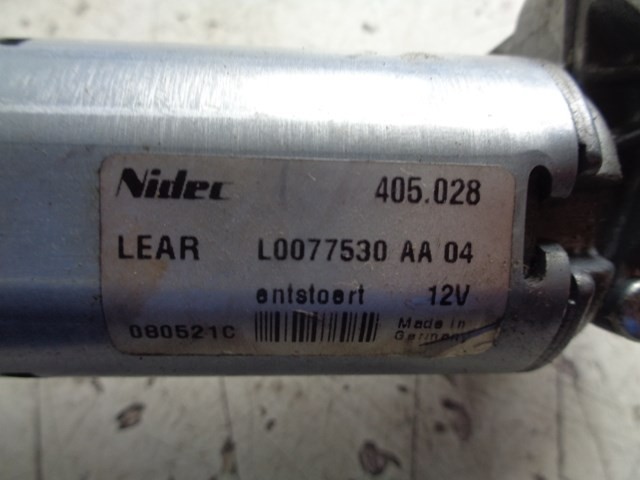 Nidec 405.028
LEAR L0077530 AA 04
entstoert 12V
080521C Made in
Germany